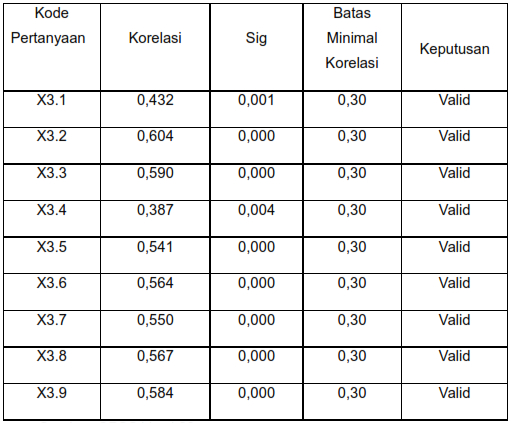 Kode Pertanyaan Korelasi Sig Batas Minimal Korelasi Keputusan
X3.1 0,432 0,001 0,30 Valid
X3.2 0,604 0,000 0,30 Valid
X3.3 0,590 0,000 0,30 Valid
X3.4 0,387 0,004 0,30 Valid
X3.5 0,541 0,000 0,30 Valid
X3.6 0,564 0,000 0,30 Valid
X3.7 0,550 0,000 0,30 Valid
X3.8 0,567 0,000 0,30 Valid
X3.9 0,584 0,000 0,30 Valid